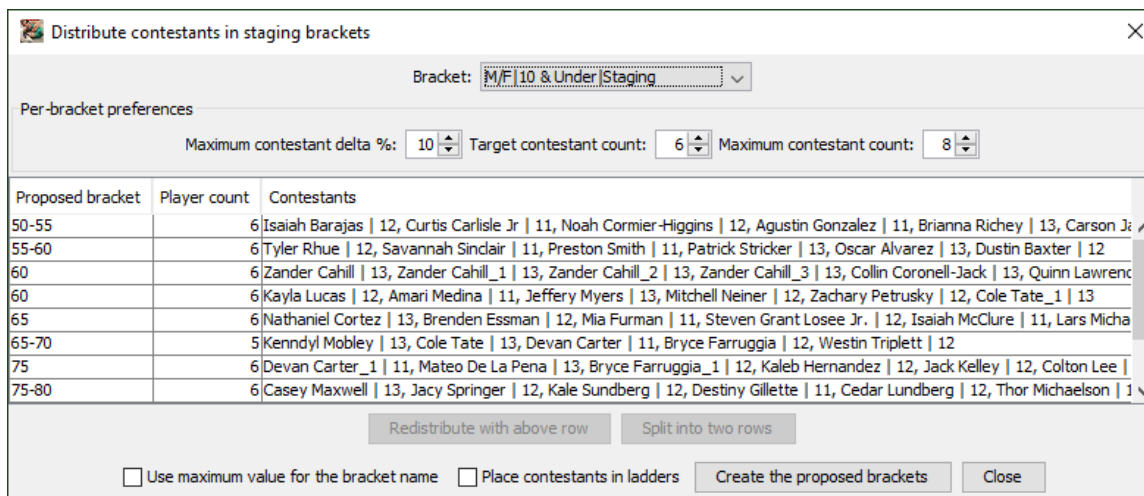 Distribute contestants in staging brackets
Bracket: M/F|10 & Under|Staging
Per-bracket preferences
Maximum contestant delta %: 10 Target contestant count: 6 Maximum contestant count: 8
Proposed bracket Player count Contestants
50-55 6 Isaiah Barajas | 12, Curtis Carlisle Jr | 11, Noah Cormier-Higgins | 12, Agustin Gonzalez | 11, Brianna Richey | 13, Carson
55-60 6 Tyler Rhue | 12, Savannah Sinclair | 11, Preston Smith | 11, Patrick Stricker | 13, Oscar Alvarez | 13, Dustin Baxter | 12
60 6 Zander Cahill | 13, Zander Cahill_1 | 13, Zander Cahill_2 | 13, Zander Cahill_3 | 13, Collin Coronell-Jack | 13, Quinn Lawrenc
60 6 Kayla Lucas | 12, Amari Medina | 11, Jeffery Myers | 13, Mitchell Neiner | 12, Zachary Petrusky | 12, Cole Tate_1 | 13
65 6 Nathaniel Cortez | 13, Brenden Essman | 12, Mia Furman | 11, Steven Grant Losee Jr. | 12, Isaiah McClure | 11, Lars Micha
65-70 5 Kenndyl Mobley | 13, Cole Tate | 13, Devan Carter | 11, Bryce Farruggia | 12, Westin Triplett | 12
75 6 Devan Carter_1 | 11, Mateo De La Pena | 13, Bryce Farruggia_1 | 12, Kaleb Hernandez | 12, Jack Kelley | 12, Colton Lee |
75-80 6 Casey Maxwell | 13, Jacy Springer | 12, Kale Sundberg | 12, Destiny Gillette | 11, Cedar Lundberg | 12, Thor Michaelson |
Redistribute with above row Split into two rows
Use maximum value for the bracket name Place contestants in ladders Create the proposed brackets Close